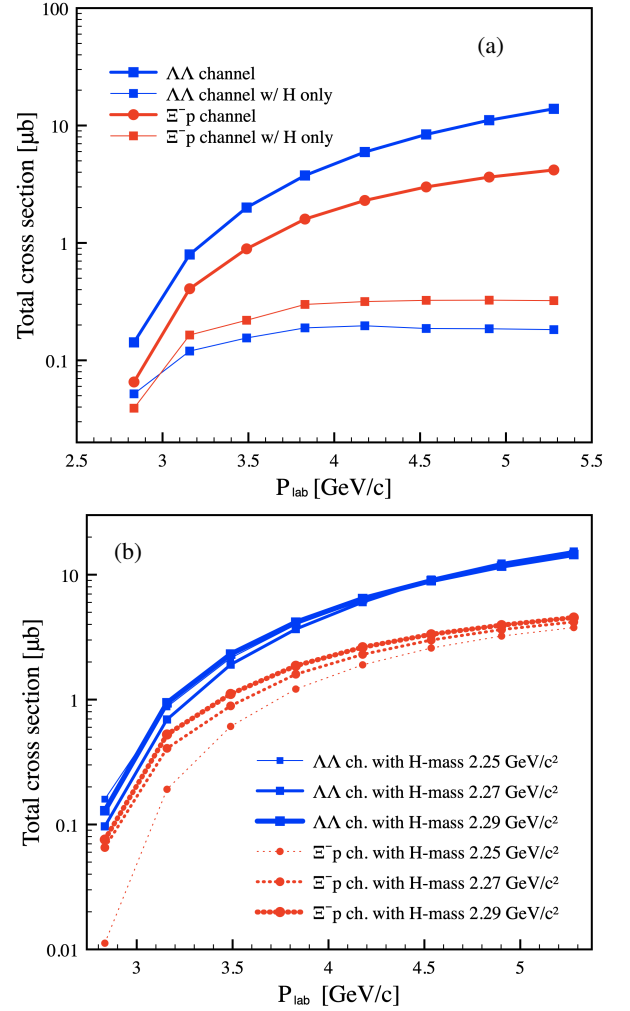 (a)
100
10
1
0.1
Total cross section [μb]
ΛΛ channel
ΛΛ channel w/ H only
Ξ⁻p channel
Ξ⁻p channel w/ H only
2.5 3 3.5 4 4.5 5 5.5
P lab [GeV/c]
(b)
10
1
0.1
0.01
Total cross section [μb]
ΛΛ ch. with H-mass 2.25 GeV/c²
ΛΛ ch. with H-mass 2.27 GeV/c²
ΛΛ ch. with H-mass 2.29 GeV/c²
Ξ⁻p ch. with H-mass 2.25 GeV/c²
Ξ⁻p ch. with H-mass 2.27 GeV/c²
Ξ⁻p ch. with H-mass 2.29 GeV/c²
3 3.5 4 4.5 5
P lab [GeV/c]